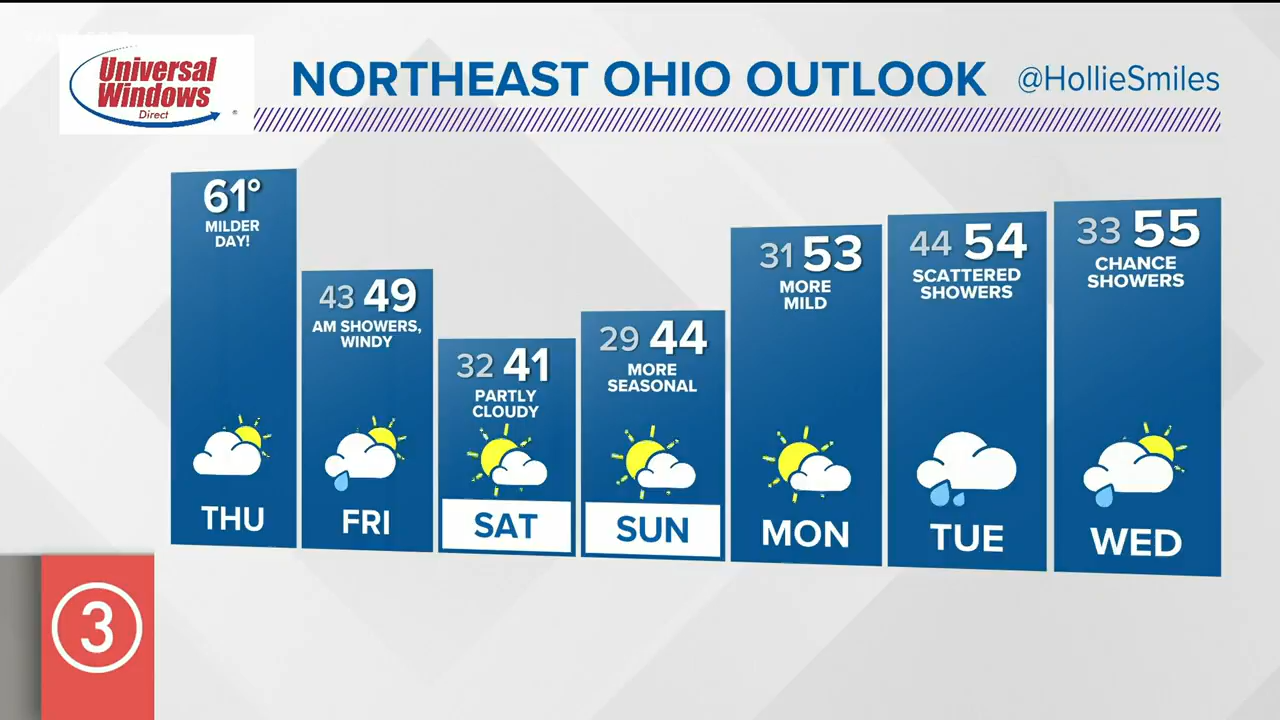 Universal
Windows
Direct
NORTHEAST OHIO OUTLOOK
@HollieSmiles
61°
MILDER
DAY!
THU
43 49
AM SHOWERS,
WINDY
FRI
32 41
PARTLY
CLOUDY
SAT
29 44
MORE
SEASONAL
SUN
31 53
MORE
MILD
MON
44 54
SCATTERED
SHOWERS
TUE
33 55
CHANCE
SHOWERS
WED
3